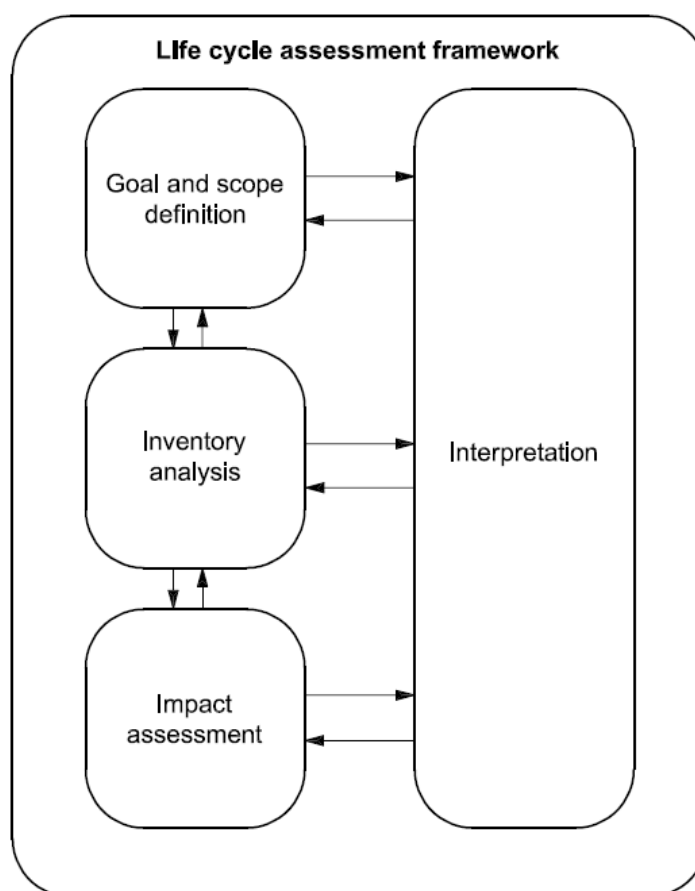 Life cycle assessment framework
Goal and scope
definition
Inventory
analysis
Interpretation
Impact
assessment